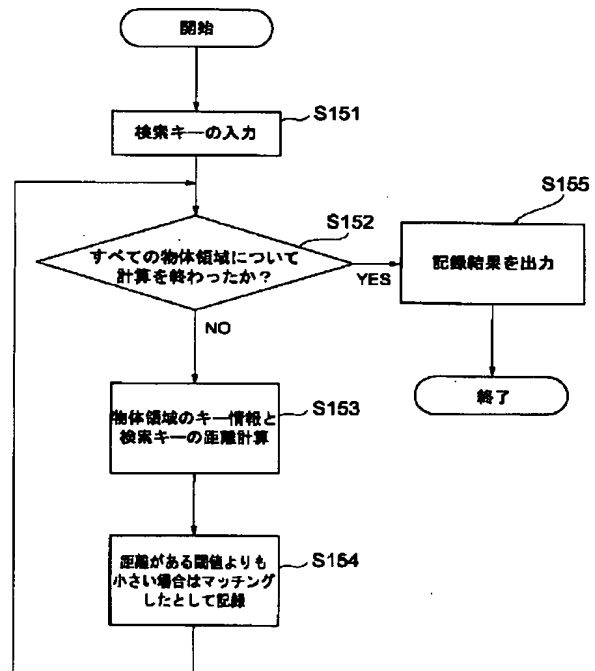 開始
S151
検索キーの入力
S152
すべての物体領域について
計算を終わったか？
YES
NO
S155
記録結果を出力
終了
S153
物体領域のキー情報と
検索キーの距離計算
S154
距離がある閾値よりも
小さい場合はマッチング
したとして記録